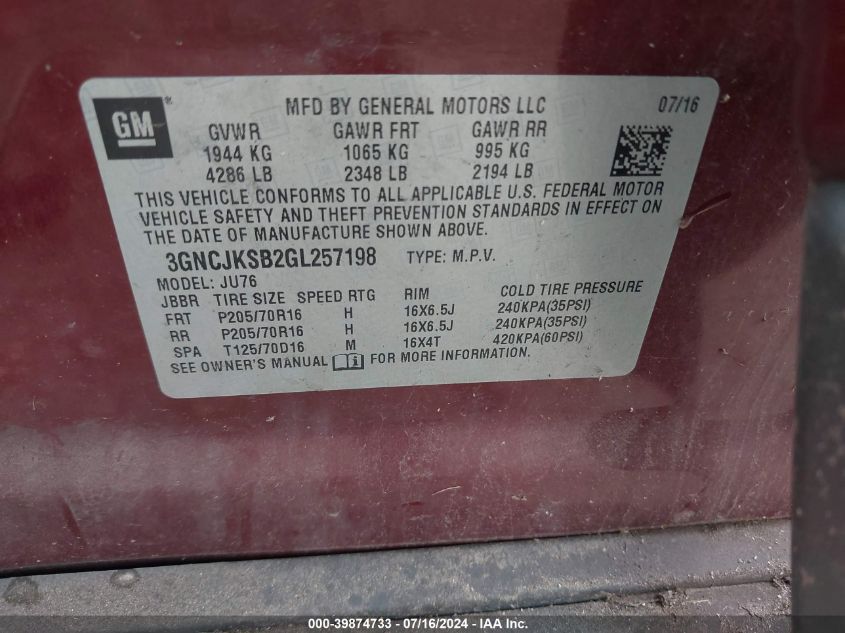 GM ®
MFD BY GENERAL MOTORS LLC 07/16
GVWR GAWR FRT GAWR RR
1944 KG 1065 KG 995 KG
4286 LB 2348 LB 2194 LB
THIS VEHICLE CONFORMS TO ALL APPLICABLE U.S. FEDERAL MOTOR
VEHICLE SAFETY AND THEFT PREVENTION STANDARDS IN EFFECT ON
THE DATE OF MANUFACTURE SHOWN ABOVE.
3GNCJKSB2GL257198 TYPE: M.P.V.
MODEL: JU76
JBBR TIRE SIZE SPEED RTG RIM COLD TIRE PRESSURE
FRT P205/70R16 H 16X6.5J 240KPA(35PSI)
RR P205/70R16 H 16X6.5J 240KPA(35PSI)
SPA T125/70D16 M 16X4T 420KPA(60PSI)
SEE OWNER'S MANUAL FOR MORE INFORMATION.
000-39874733 - 07/16/2024 - IAA, Inc.